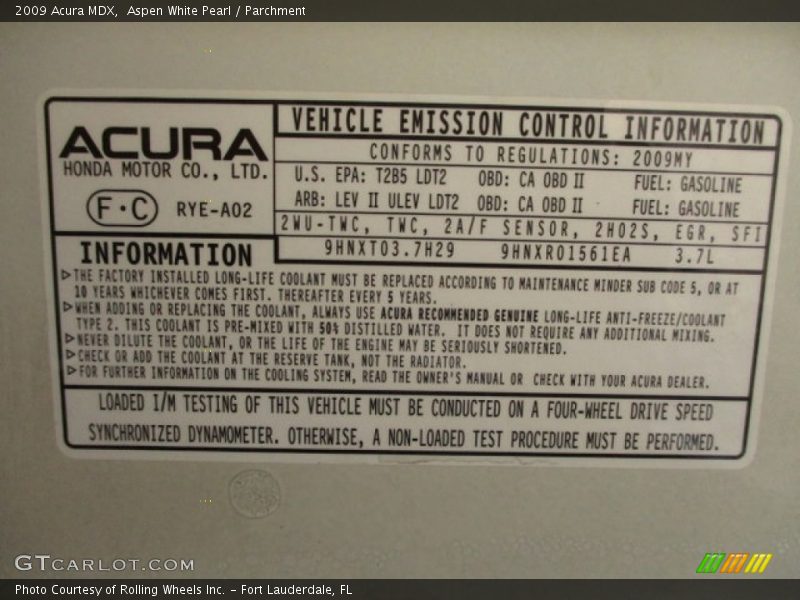 2009 Acura MDX,  Aspen White Pearl / Parchment
ACURA
HONDA MOTOR CO., LTD.
F·C RYE-A02
VEHICLE EMISSION CONTROL INFORMATION
CONFORMS TO REGULATIONS: 2009MY
U.S. EPA: T2B5 LDT2 OBD: CA OBD II FUEL: GASOLINE
ARB: LEV II ULEV LDT2 OBD: CA OBD II FUEL: GASOLINE
2WU-TWC, TWC, 2A/F SENSOR, 2HO2S, EGR, SFI
9HNXT03.7H29 9HNXR0156IEA 3.7L
INFORMATION
▷THE FACTORY INSTALLED LONG-LIFE COOLANT MUST BE REPLACED ACCORDING TO MAINTENANCE MINDER SUB CODE 5, OR AT
10 YEARS WHICHEVER COMES FIRST. THEREAFTER EVERY 5 YEARS.
▷WHEN ADDING OR REPLACING THE COOLANT, ALWAYS USE ACURA RECOMMENDED GENUINE LONG-LIFE ANTI-FREEZE/COOLANT
TYPE 2. THIS COOLANT IS PRE-MIXED WITH 50% DISTILLED WATER. IT DOES NOT REQUIRE ANY ADDITIONAL MIXING.
▷NEVER DILUTE THE COOLANT, OR THE LIFE OF THE ENGINE MAY BE SERIOUSLY SHORTENED.
▷CHECK OR ADD THE COOLANT AT THE RESERVE TANK, NOT THE RADIATOR.
▷FOR FURTHER INFORMATION ON THE COOLING SYSTEM, READ THE OWNER'S MANUAL OR CHECK WITH YOUR ACURA DEALER.
LOADED I/M TESTING OF THIS VEHICLE MUST BE CONDUCTED ON A FOUR-WHEEL DRIVE SPEED
SYNCHRONIZED DYNAMOMETER. OTHERWISE, A NON-LOADED TEST PROCEDURE MUST BE PERFORMED.
GTCARLOT.COM
Photo Courtesy of Rolling Wheels Inc. – Fort Lauderdale, FL